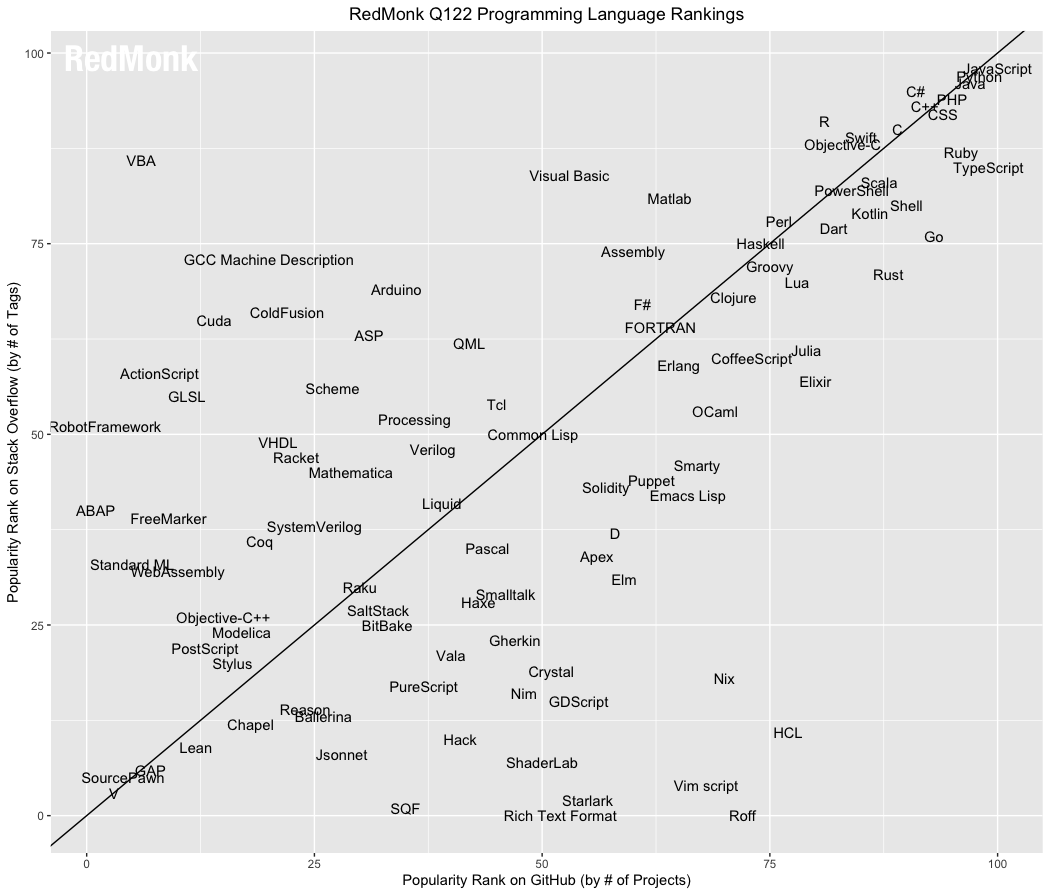 RedMonk Q122 Programming Language Rankings
RedMonk
100
JavaScript
Python
Java
C#
PHP
C++
CSS
R
C
Swift
Objective-C
Ruby
VBA
TypeScript
Visual Basic
Scala
PowerShell
Matlab
Shell
Kotlin
Perl
Dart
Go
75
Haskell
Assembly
GCC Machine Description
Groovy
Rust
Lua
Arduino
Clojure
F#
ColdFusion
Cuda
FORTRAN
ASP
QML
Julia
CoffeeScript
Erlang
ActionScript
Elixir
Scheme
GLSL
Tcl
OCaml
Processing
RobotFramework
50
Common Lisp
VHDL
Verilog
Racket
Smarty
Mathematica
Puppet
Solidity
Emacs Lisp
Liquid
ABAP
FreeMarker
SystemVerilog
D
Coq
Pascal
Apex
Standard ML
WebAssembly
Elm
Raku
Smalltalk
Haxe
SaltStack
Objective-C++
BitBake
25
Modelica
Gherkin
PostScript
Vala
Stylus
Crystal
Nix
PureScript
Nim
GDScript
Reason
Ballerina
Chapel
HCL
Hack
Lean
Jsonnet
ShaderLab
GAP
SourcePawn
Vim script
V
Starlark
SQF
Rich Text Format
Roff
0
0
25
50
75
100
Popularity Rank on GitHub (by # of Projects)
Popularity Rank on Stack Overflow (by # of Tags)